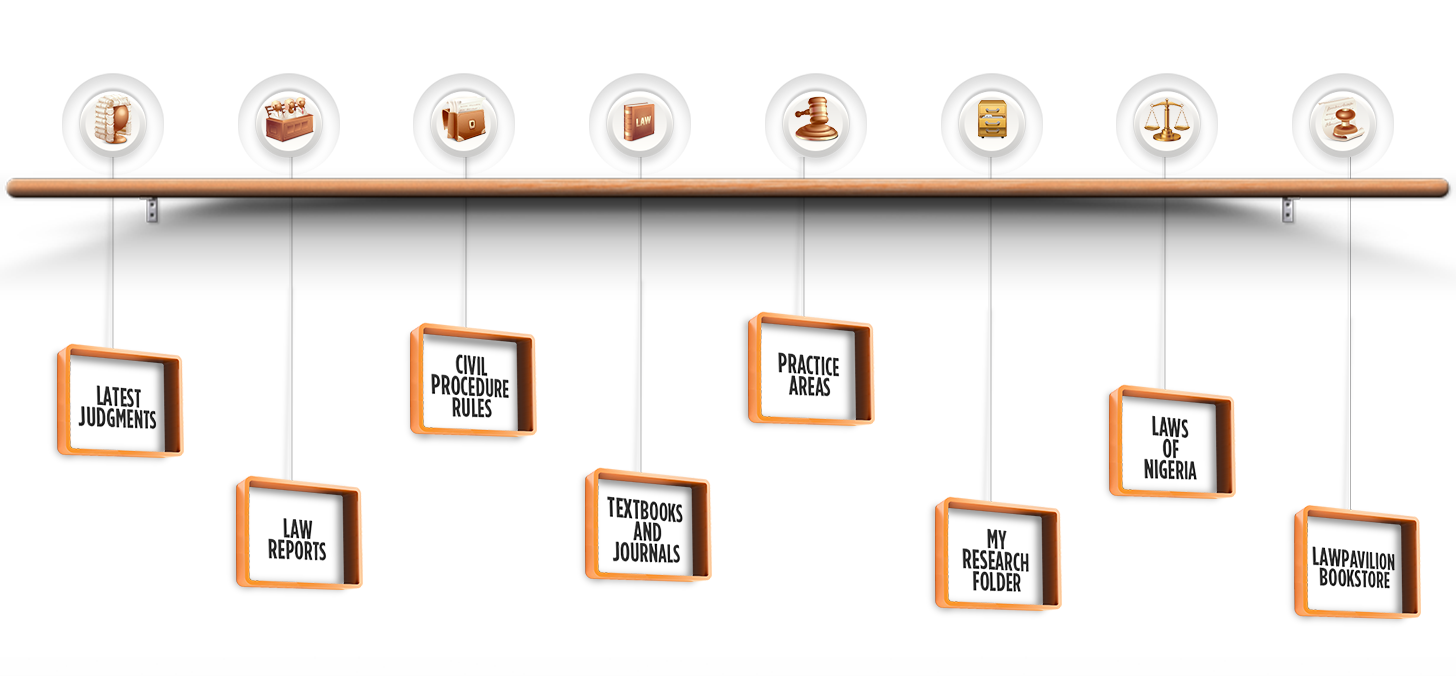 LAW
LATEST
JUDGMENTS
LAW
REPORTS
CIVIL
PROCEDURE
RULES
TEXTBOOKS
AND
JOURNALS
PRACTICE
AREAS
MY
RESEARCH
FOLDER
LAWS
OF
NIGERIA
LAWPAVILION
BOOKSTORE